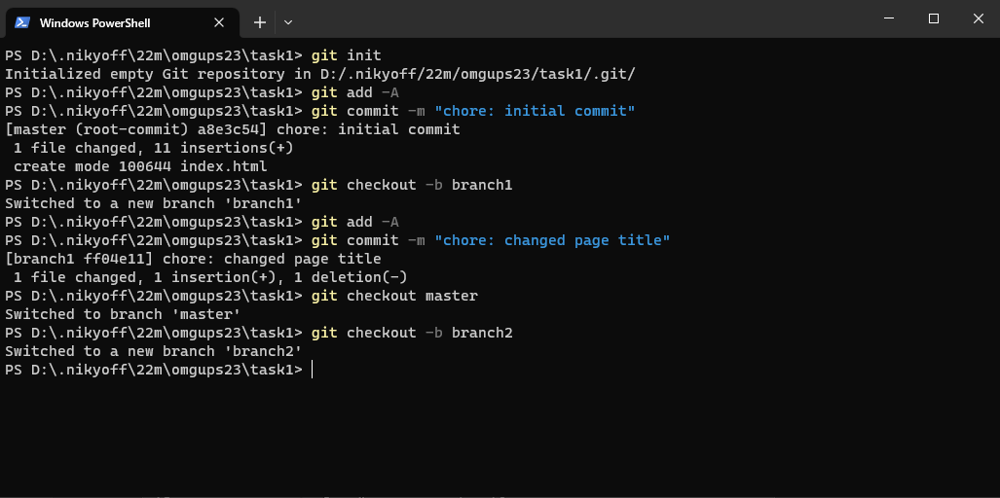 Windows PowerShell
PS D:\.nikyoff\22m\omgups23\task1> git init
Initialized empty Git repository in D:/.nikyoff/22m/omgups23/task1/.git/
PS D:\.nikyoff\22m\omgups23\task1> git add -A
PS D:\.nikyoff\22m\omgups23\task1> git commit -m "chore: initial commit"
[master (root-commit) a8e3c54] chore: initial commit
 1 file changed, 11 insertions(+)
 create mode 100644 index.html
PS D:\.nikyoff\22m\omgups23\task1> git checkout -b branch1
Switched to a new branch 'branch1'
PS D:\.nikyoff\22m\omgups23\task1> git add -A
PS D:\.nikyoff\22m\omgups23\task1> git commit -m "chore: changed page title"
[branch1 ff04e11] chore: changed page title
 1 file changed, 1 insertion(+), 1 deletion(-)
PS D:\.nikyoff\22m\omgups23\task1> git checkout master
Switched to branch 'master'
PS D:\.nikyoff\22m\omgups23\task1> git checkout -b branch2
Switched to a new branch 'branch2'
PS D:\.nikyoff\22m\omgups23\task1>